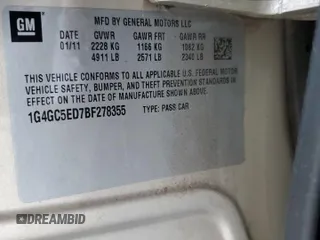 GM
MFD BY GENERAL MOTORS LLC
01/11 GVWR GAWR FRT GAWR RR
2228 KG 1166 KG 1062 KG
4911 LB 2571 LB 2340 LB
THIS VEHICLE CONFORMS TO ALL APPLICABLE U.S. FEDERAL MOTOR
VEHICLE SAFETY, BUMPER, AND THEFT PREVENTION STANDARDS IN
EFFECT ON THE DATE OF MANUFACTURE SHOWN ABOVE.
1G4GC5ED7BF278355 TYPE: PASS CAR
DREAMBID